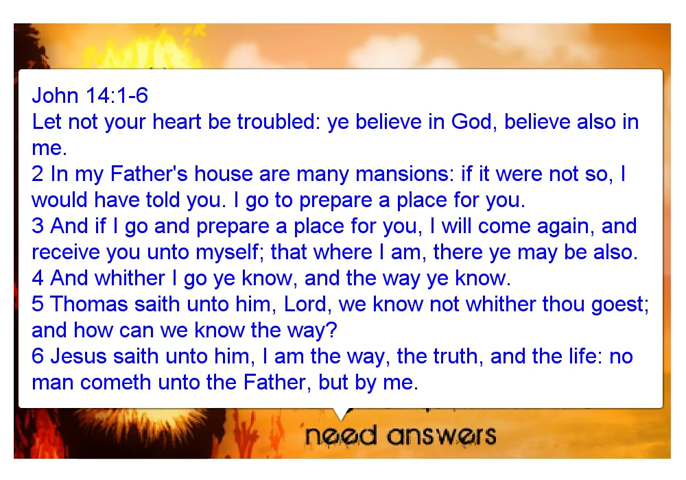 John 14:1-6
Let not your heart be troubled: ye believe in God, believe also in
me.
2 In my Father's house are many mansions: if it were not so, I
would have told you. I go to prepare a place for you.
3 And if I go and prepare a place for you, I will come again, and
receive you unto myself; that where I am, there ye may be also.
4 And whither I go ye know, and the way ye know.
5 Thomas saith unto him, Lord, we know not whither thou goest;
and how can we know the way?
6 Jesus saith unto him, I am the way, the truth, and the life: no
man cometh unto the Father, but by me.
need answers